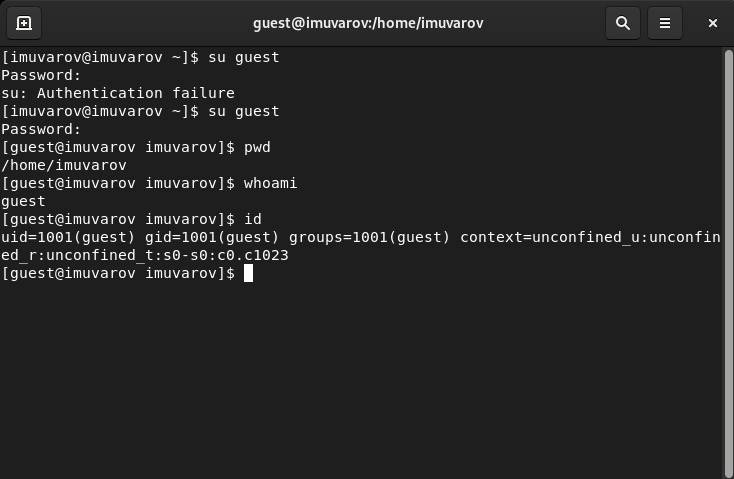 guest@imuvarov:/home/imuvarov
[imuvarov@imuvarov ~]$ su guest
Password:
su: Authentication failure
[imuvarov@imuvarov ~]$ su guest
Password:
[guest@imuvarov imuvarov]$ pwd
/home/imuvarov
[guest@imuvarov imuvarov]$ whoami
guest
[guest@imuvarov imuvarov]$ id
uid=1001(guest) gid=1001(guest) groups=1001(guest) context=unconfined_u:unconfin
ed_r:unconfined_t:s0-s0:c0.c1023
[guest@imuvarov imuvarov]$